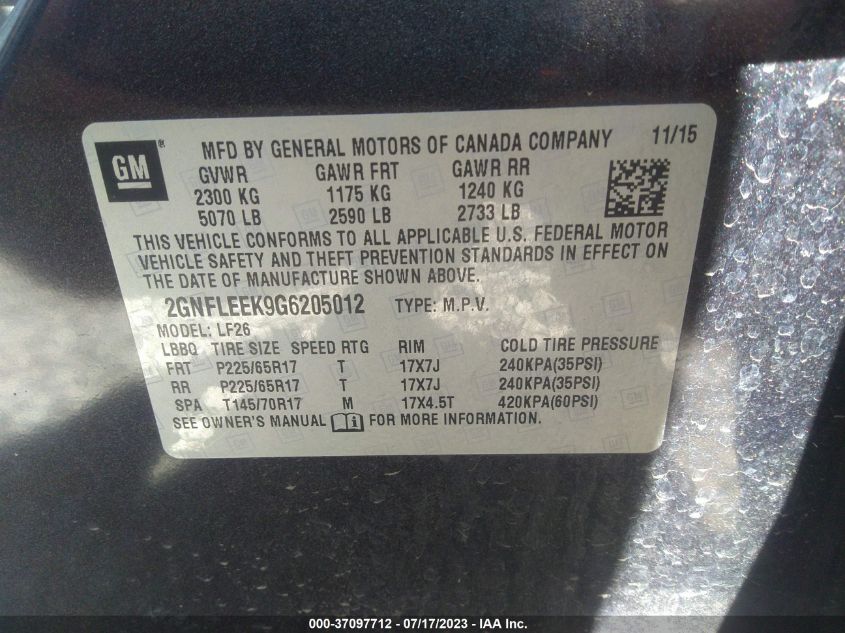 GM
MFD BY GENERAL MOTORS OF CANADA COMPANY 11/15
GVWR GAWR FRT GAWR RR
2300 KG 1175 KG 1240 KG
5070 LB 2590 LB 2733 LB
THIS VEHICLE CONFORMS TO ALL APPLICABLE U.S. FEDERAL MOTOR
VEHICLE SAFETY AND THEFT PREVENTION STANDARDS IN EFFECT ON
THE DATE OF MANUFACTURE SHOWN ABOVE.
2GNFLEEK9G6205012 TYPE: M.P.V.
MODEL: LF26
LBBQ TIRE SIZE SPEED RTG RIM COLD TIRE PRESSURE
FRT P225/65R17 T 17X7J 240KPA(35PSI)
RR P225/65R17 T 17X7J 240KPA(35PSI)
SPA T145/70R17 M 17X4.5T 420KPA(60PSI)
SEE OWNER'S MANUAL FOR MORE INFORMATION.
000-37097712 - 07/17/2023 - IAA Inc.